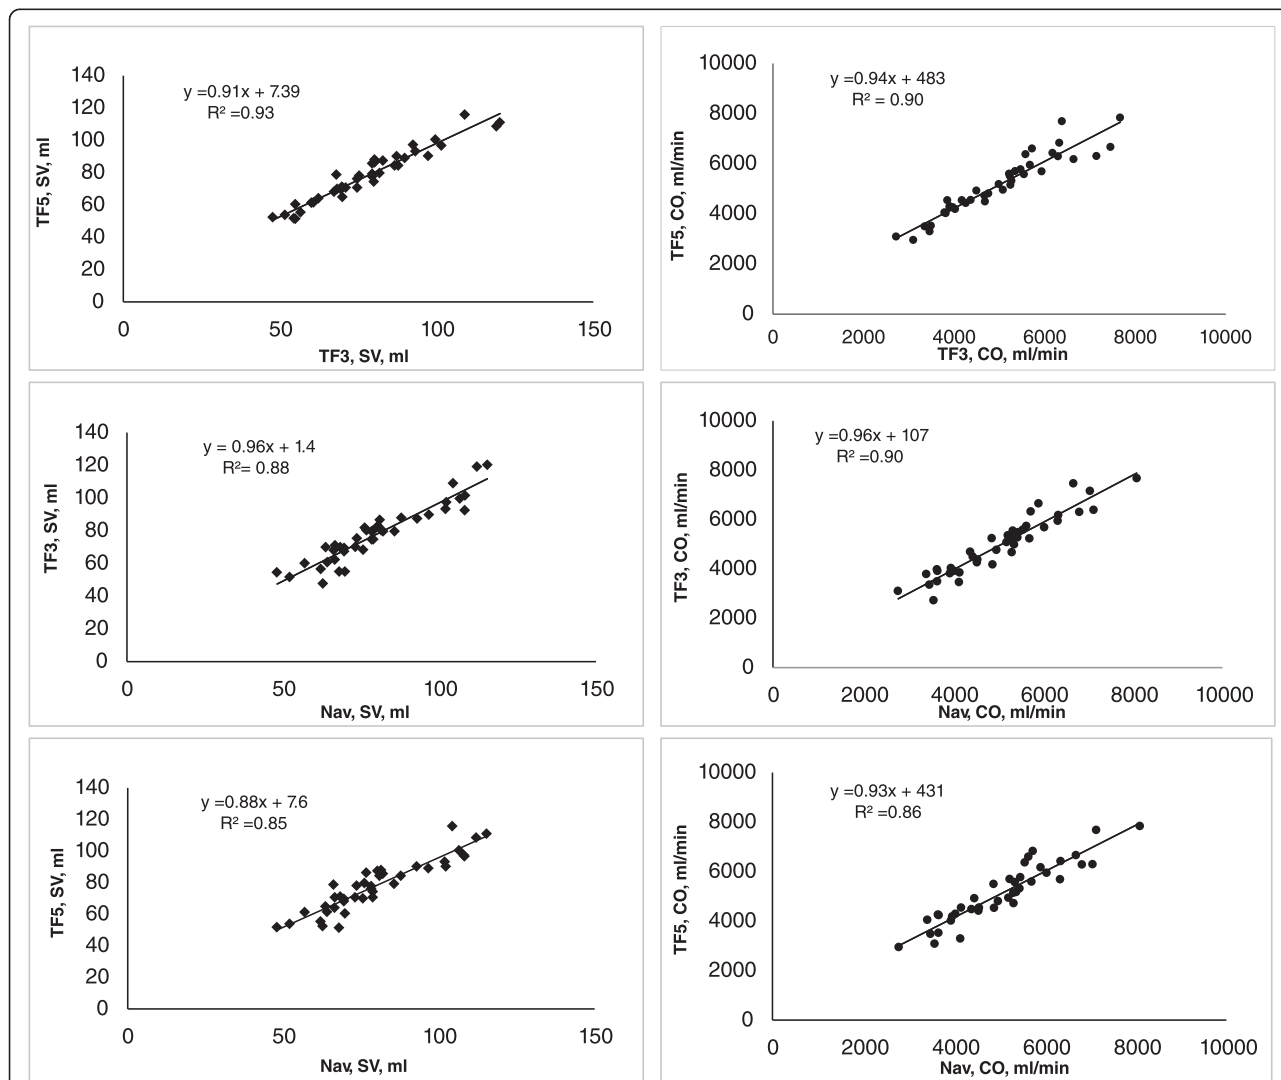 140
120
100
80
60
40
20
0
TF5, SV, ml
y =0.91x + 7.39
R² =0.93
0 50 100 150
TF3, SV, ml
10000
8000
6000
4000
2000
0
TF5, CO, ml/min
y =0.94x + 483
R² = 0.90
0 2000 4000 6000 8000 10000
TF3, CO, ml/min
140
120
100
80
60
40
20
0
TF3, SV, ml
y = 0.96x + 1.4
R²= 0.88
0 50 100 150
Nav, SV, ml
10000
8000
6000
4000
2000
0
TF3, CO, ml/min
y =0.96x + 107
R² =0.90
0 2000 4000 6000 8000 10000
Nav, CO, ml/min
140
120
100
80
60
40
20
0
TF5, SV, ml
y =0.88x + 7.6
R² =0.85
0 50 100 150
Nav, SV, ml
10000
8000
6000
4000
2000
0
TF5, CO, ml/min
y =0.93x + 431
R² =0.86
0 2000 4000 6000 8000 10000
Nav, CO, ml/min